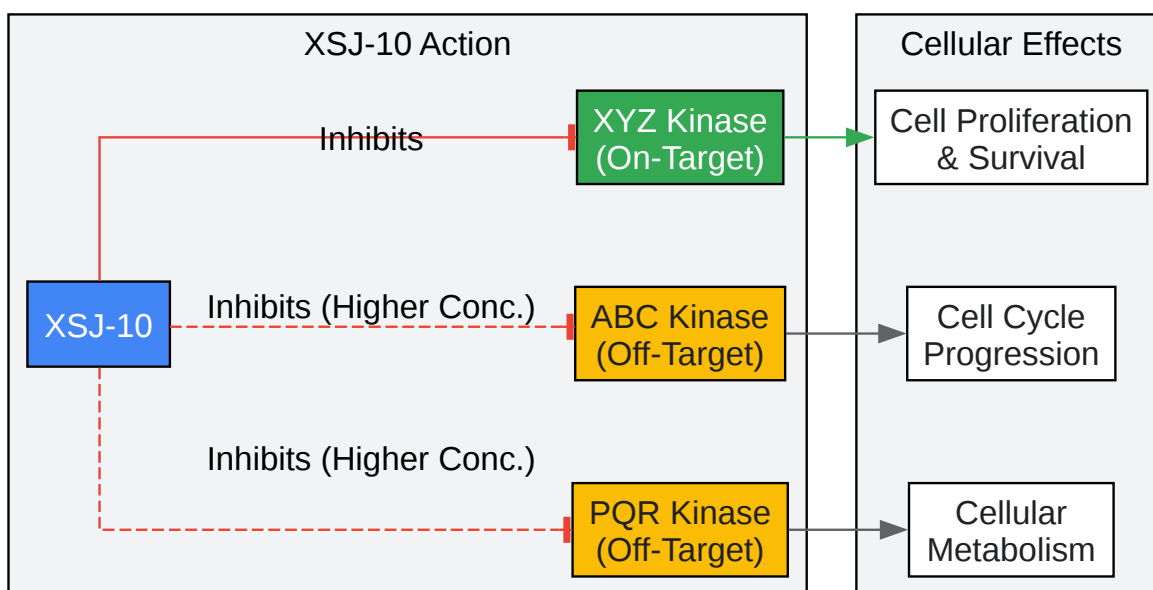 XSJ-10 Action
Cellular Effects
Inhibits
XYZ Kinase
(On-Target)
Cell Proliferation
& Survival
XSJ-10
Inhibits (Higher Conc.)
ABC Kinase
(Off-Target)
Cell Cycle
Progression
Inhibits (Higher Conc.)
PQR Kinase
(Off-Target)
Cellular
Metabolism